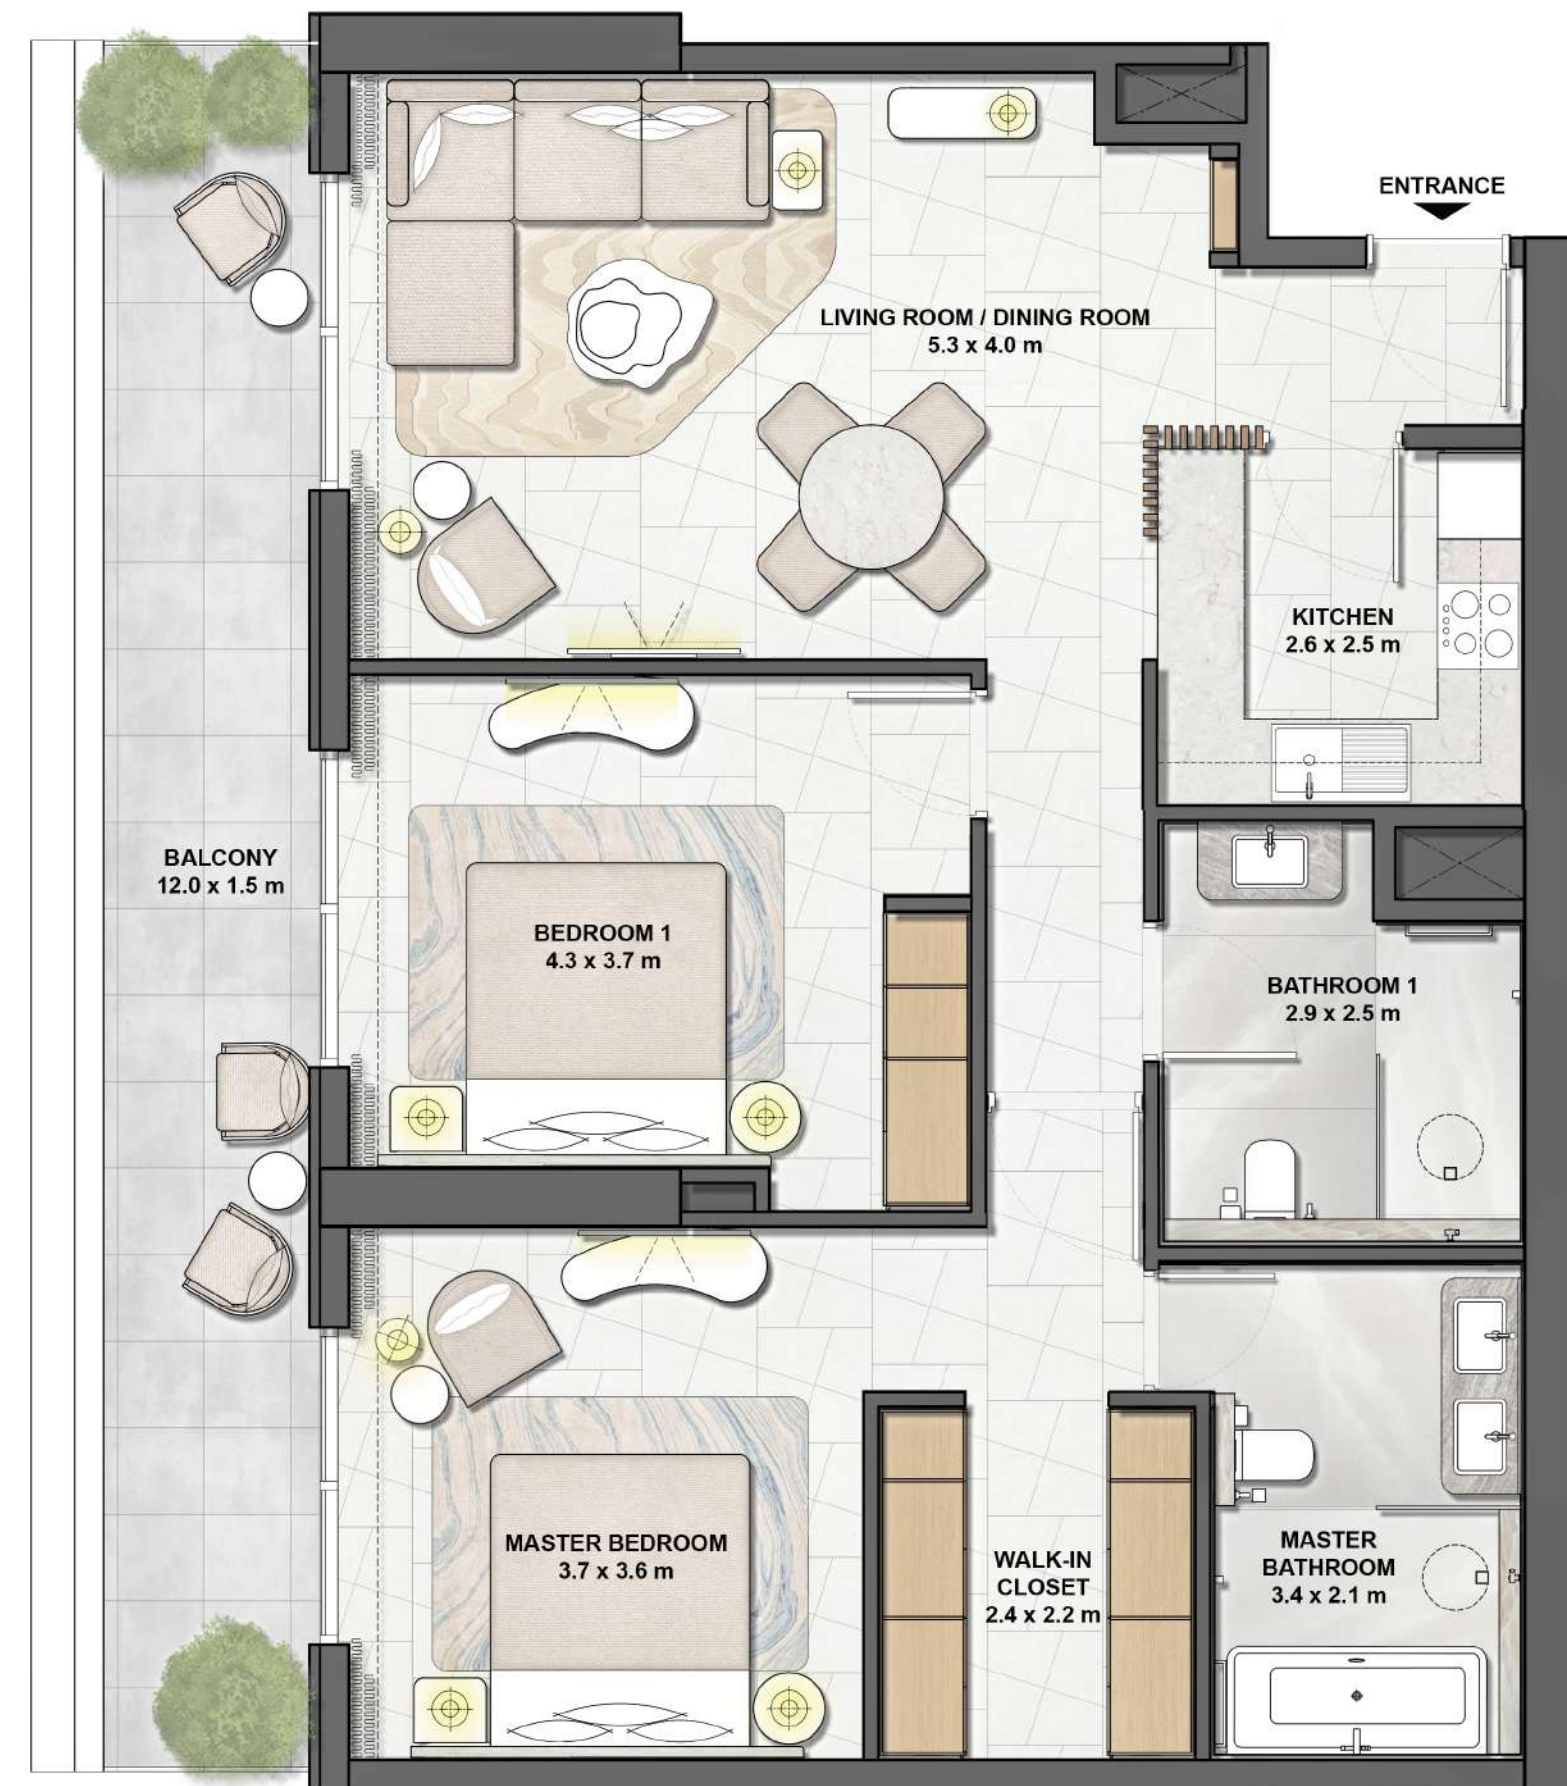 ENTRANCE
LIVING ROOM / DINING ROOM
5.3 x 4.0 m
KITCHEN
2.6 x 2.5 m
BALCONY
12.0 x 1.5 m
BEDROOM 1
4.3 x 3.7 m
BATHROOM 1
2.9 x 2.5 m
MASTER BEDROOM
3.7 x 3.6 m
WALK-IN
CLOSET
2.4 x 2.2 m
MASTER
BATHROOM
3.4 x 2.1 m